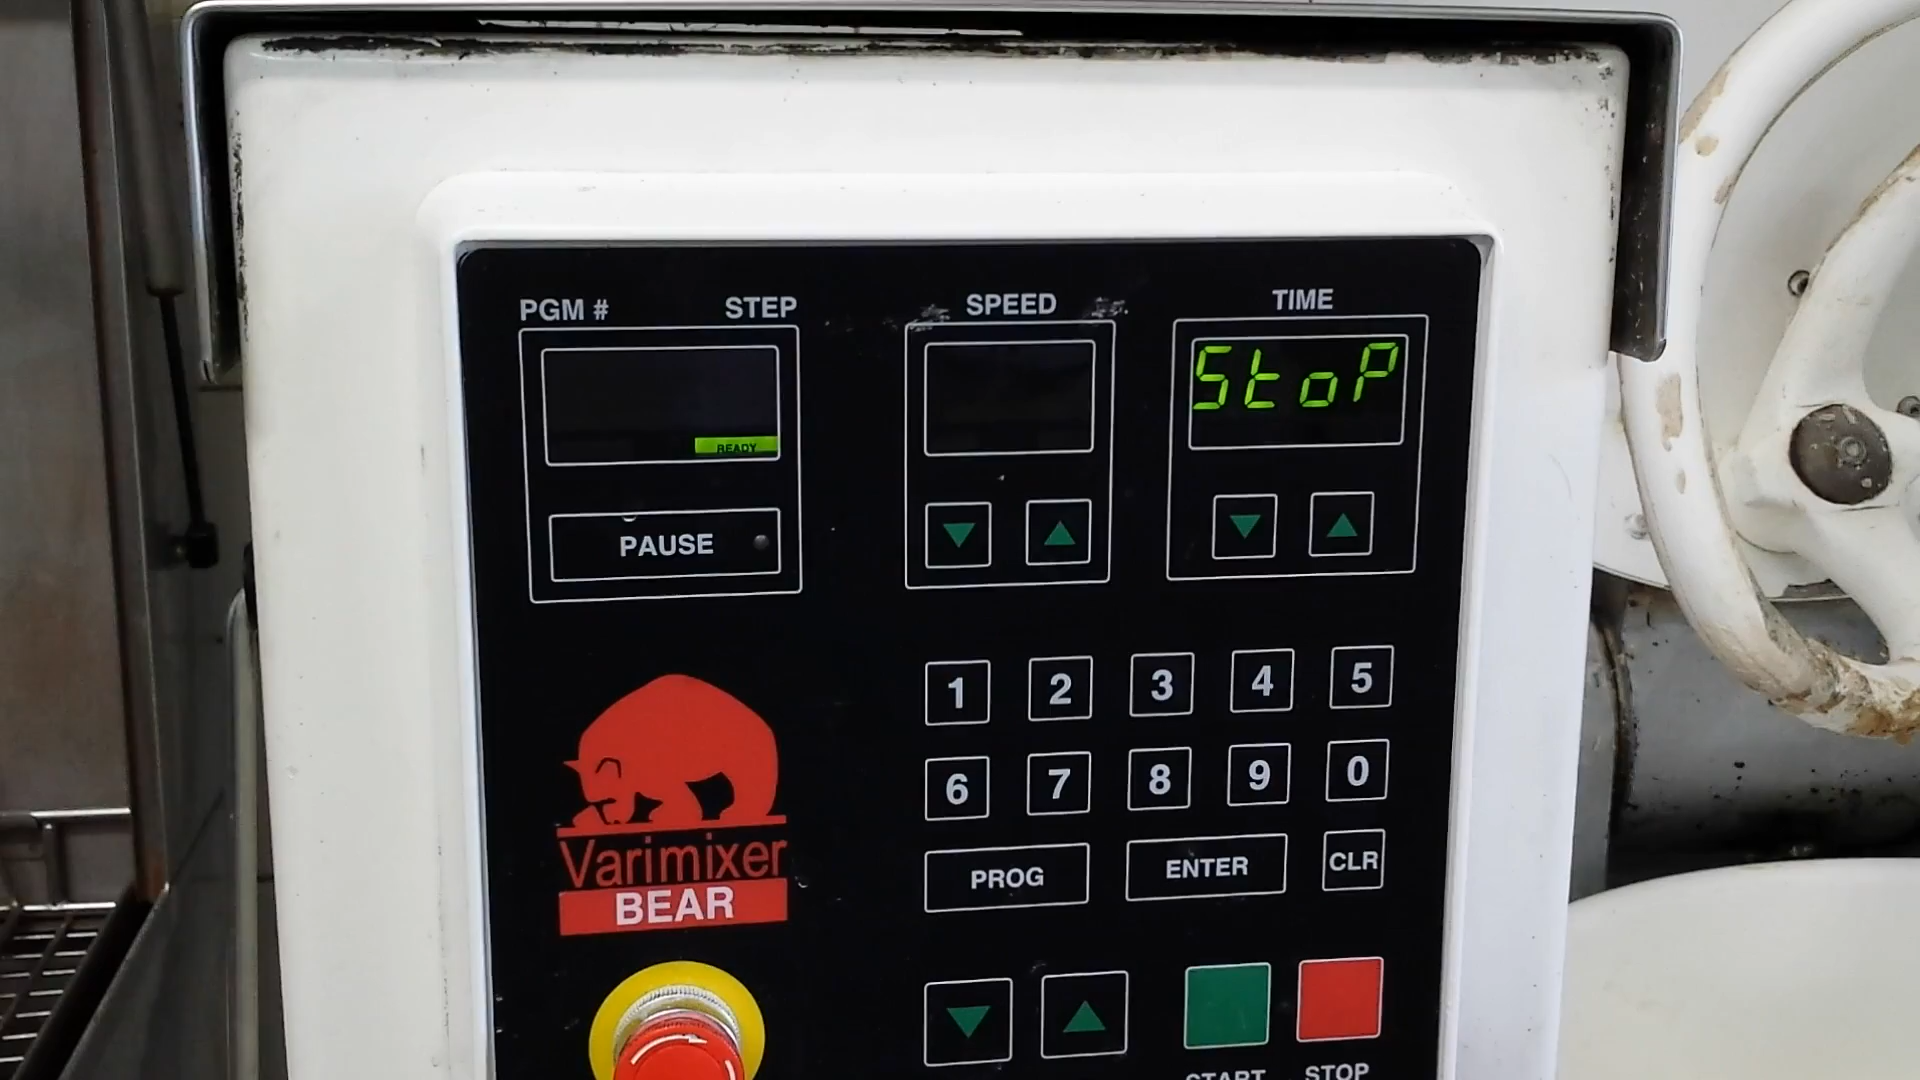 PGM # STEP SPEED TIME
StoP
READY
PAUSE
1 2 3 4 5
6 7 8 9 0
Varimixer
BEAR
PROG ENTER CLR
START STOP